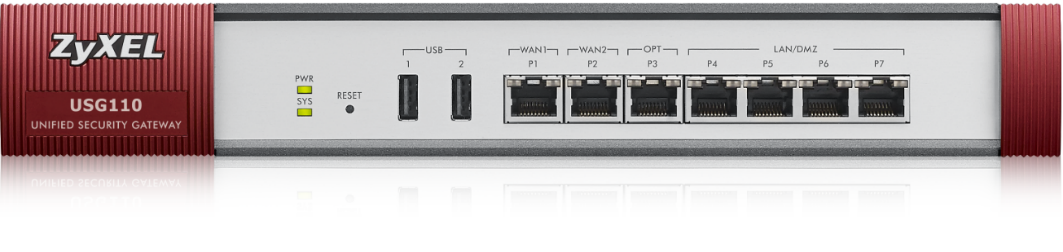 ZyXEL
USG110
UNIFIED SECURITY GATEWAY
PWR
SYS
RESET
USB
1 2
WAN1 WAN2 OPT LAN/DMZ
P1 P2 P3 P4 P5 P6 P7